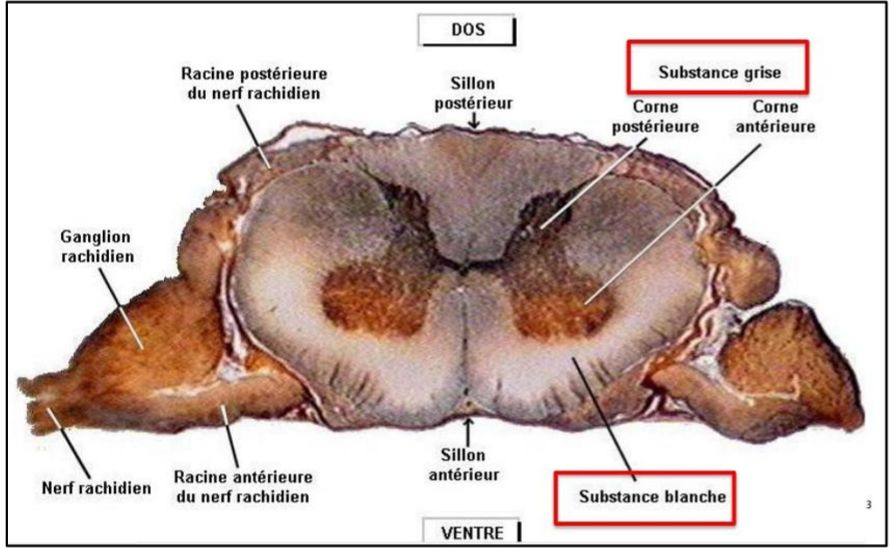 DOS
Racine postérieure
du nerf rachidien
Sillon
postérieur
Substance grise
Corne
postérieure
Corne
antérieure
Ganglion
rachidien
Nerf rachidien
Racine antérieure
du nerf rachidien
Sillon
antérieur
Substance blanche
3
VENTRE